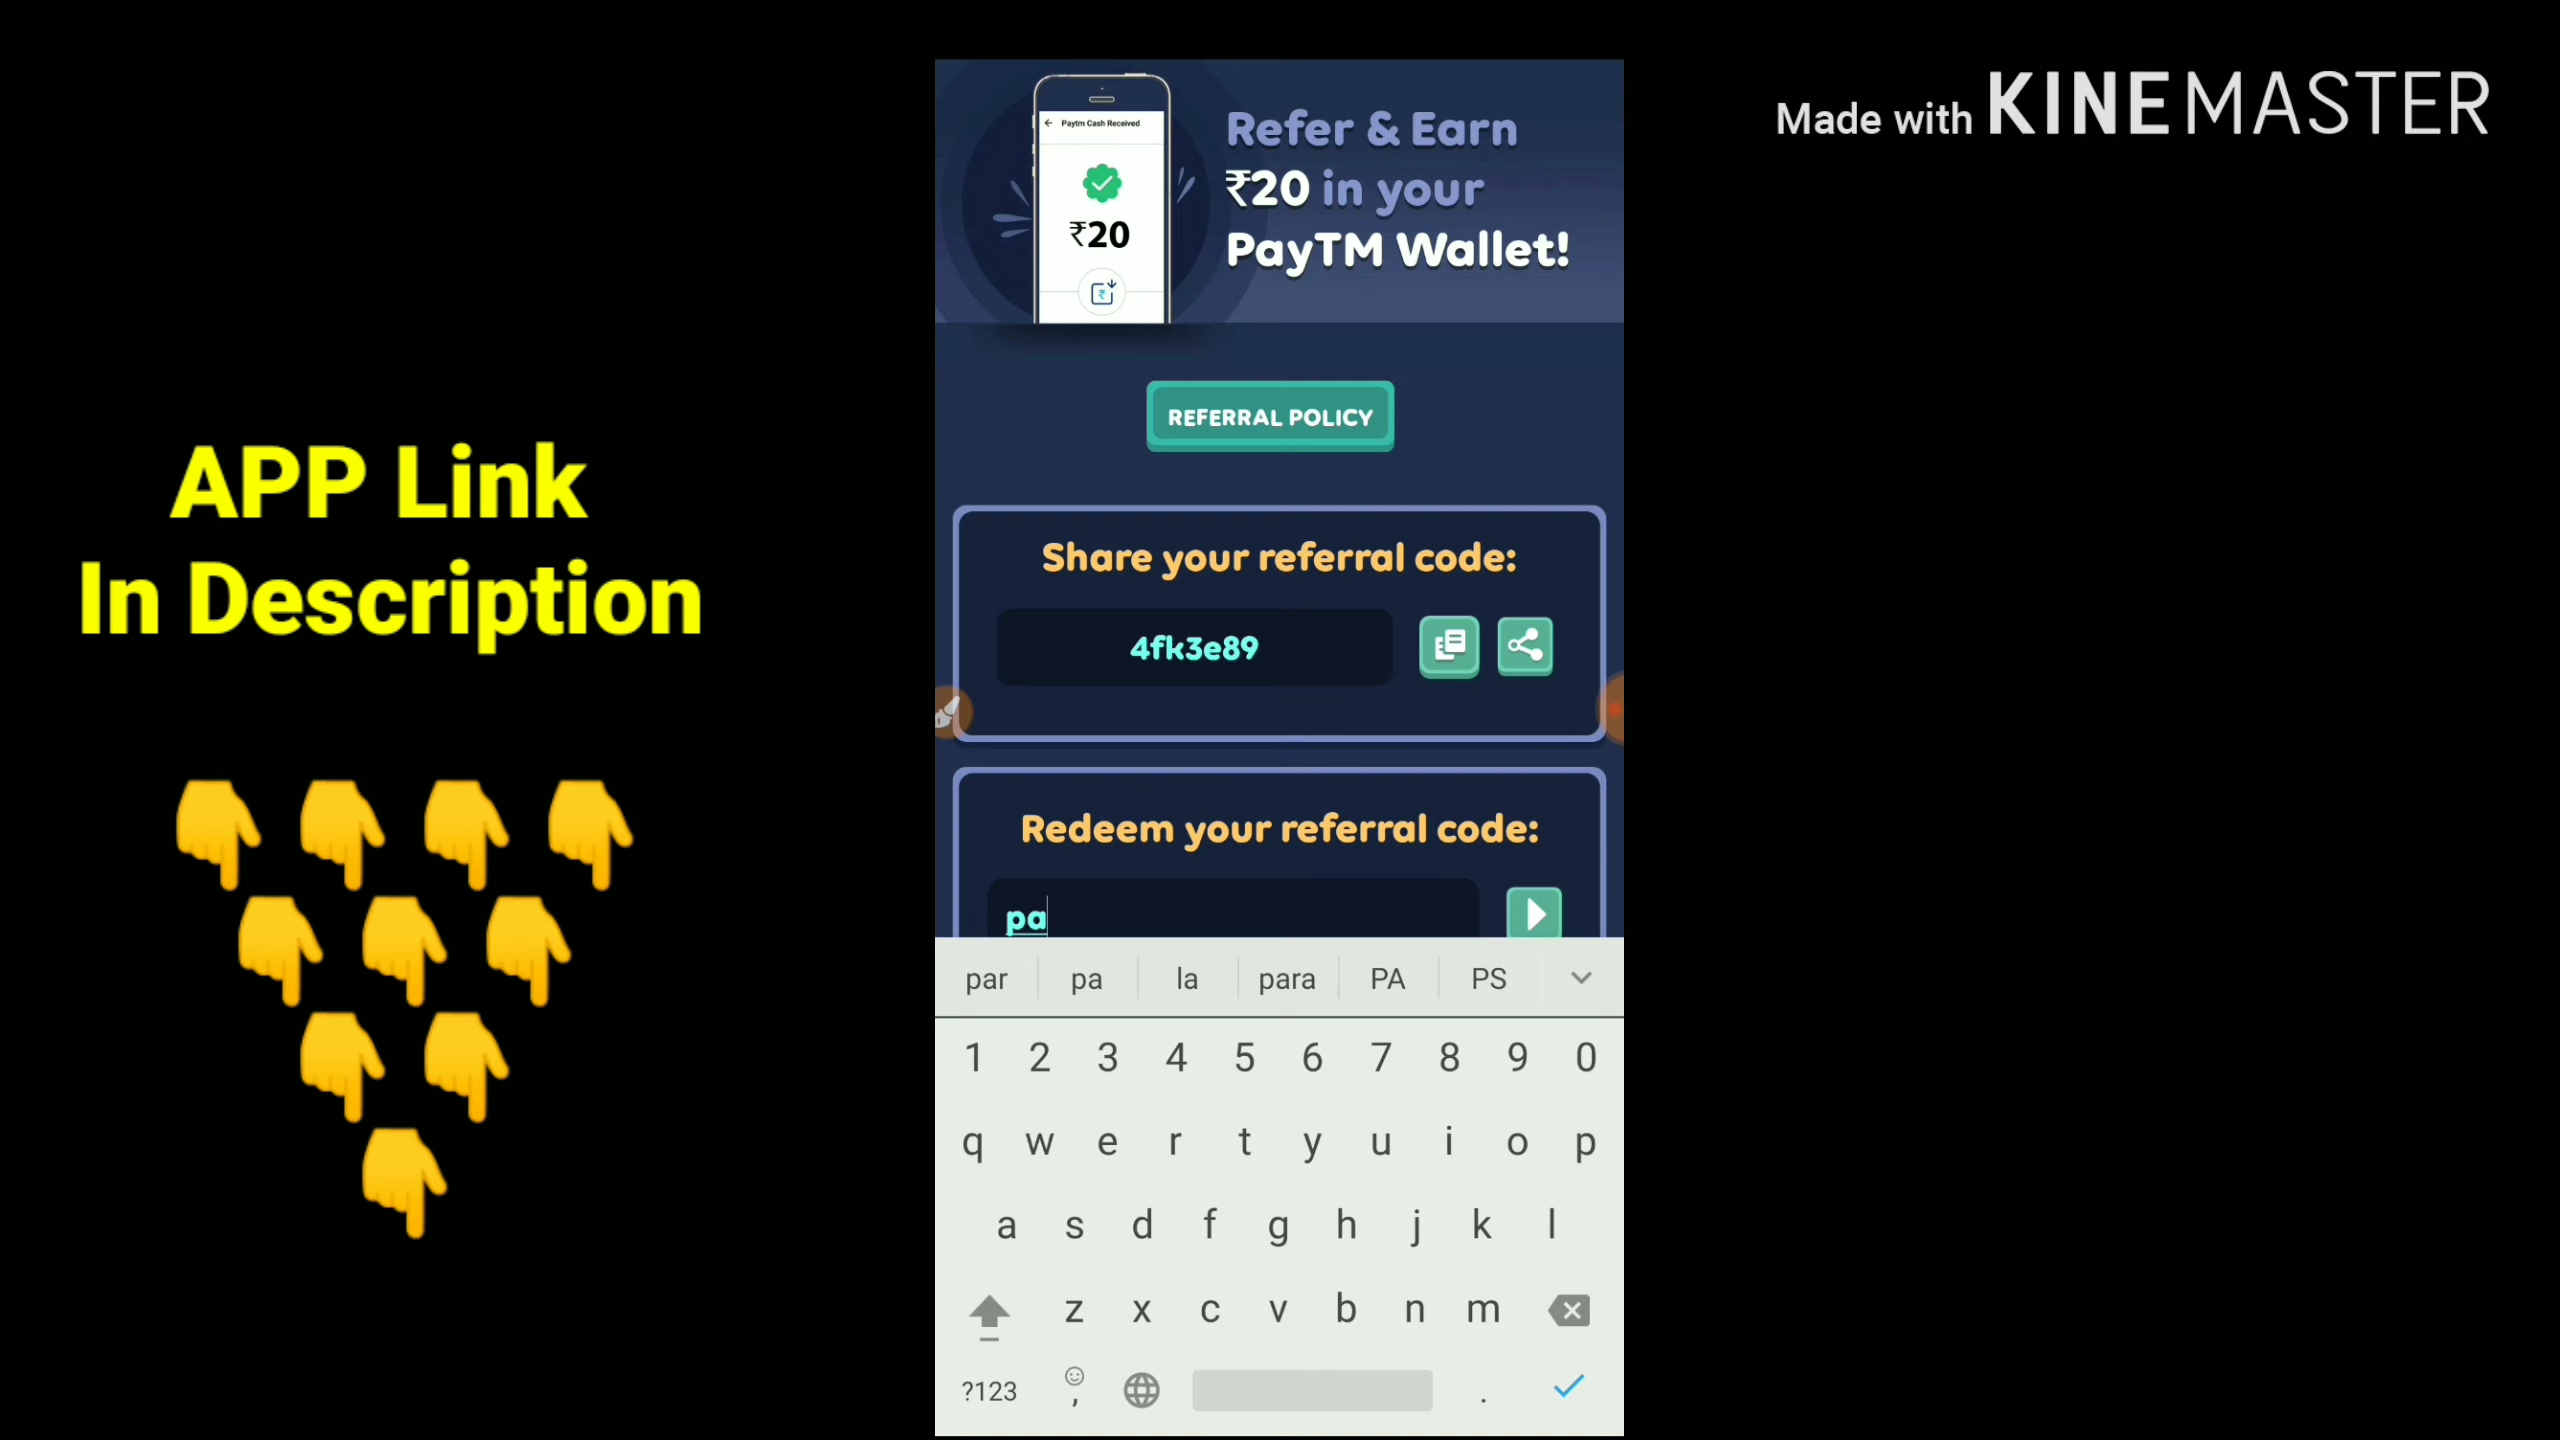 Made with KINEMASTER
APP Link
In Description
Paytm Cash Received
₹20
Refer & Earn
₹20 in your
PayTM Wallet!
REFERRAL POLICY
Share your referral code:
4fk3e89
Redeem your referral code:
pa
par pa la para PA PS
1 2 3 4 5 6 7 8 9 0
q w e r t y u i o p
a s d f g h j k l
z x c v b n m
?123 , .